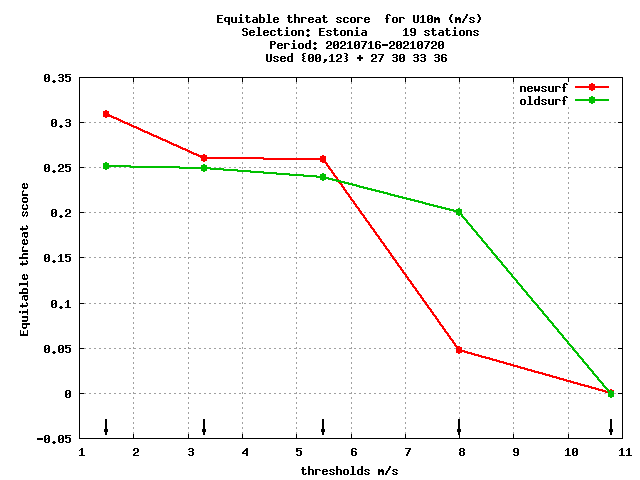 Equitable threat score  for U10m (m/s)
Selection: Estonia     19 stations
Period: 20210716-20210720
Used {00,12} + 27 30 33 36
newsurf
oldsurf
0.35
0.3
0.25
0.2
0.15
0.1
0.05
0
-0.05
Equitable threat score
1 2 3 4 5 6 7 8 9 10 11
thresholds m/s